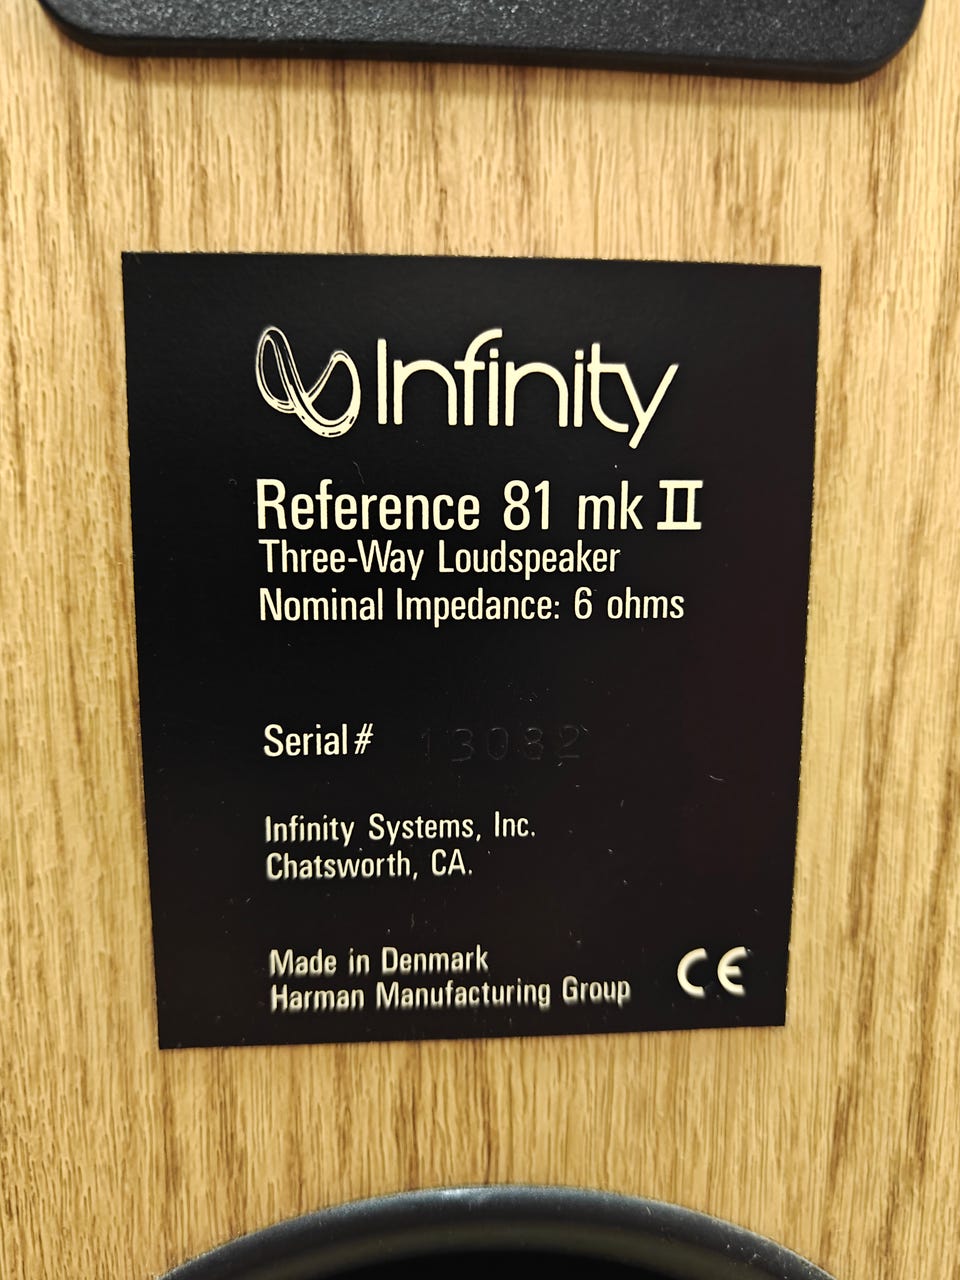 Infinity
Reference 81 mk II
Three-Way Loudspeaker
Nominal Impedance: 6 ohms
Serial# 13082
Infinity Systems, Inc.
Chatsworth, CA.
Made in Denmark
Harman Manufacturing Group
CE